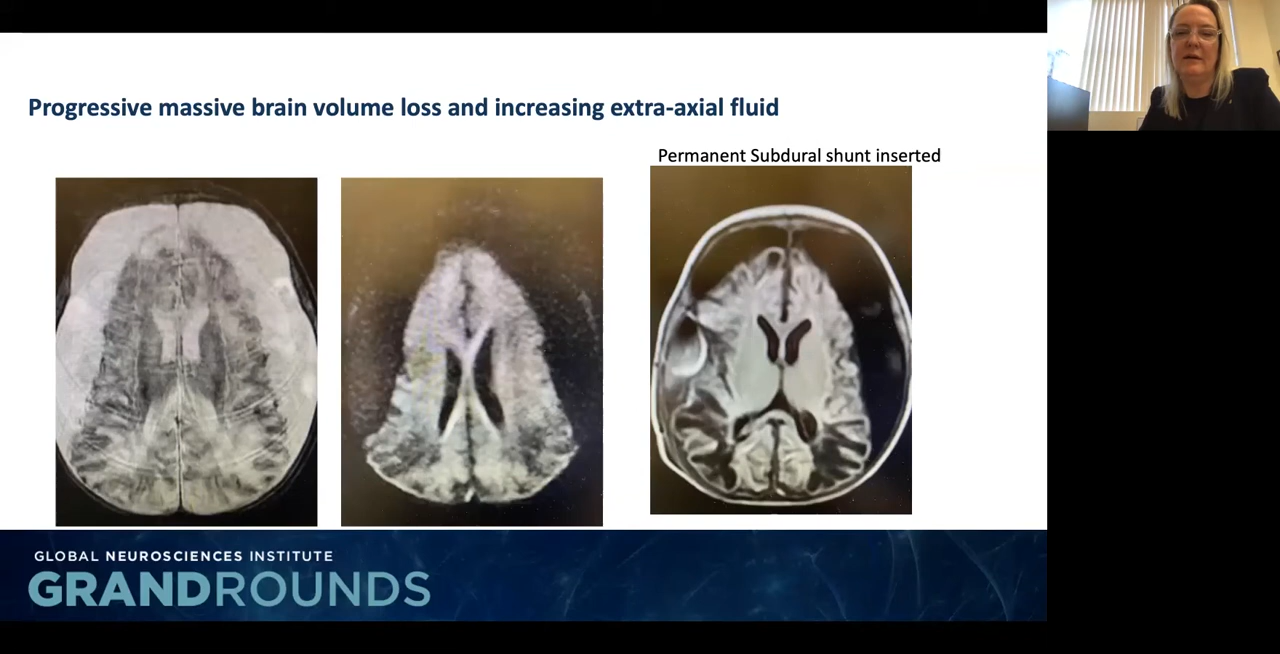 Progressive massive brain volume loss and increasing extra-axial fluid
Permanent Subdural shunt inserted
GLOBAL NEUROSCIENCES INSTITUTE
GRANDROUNDS